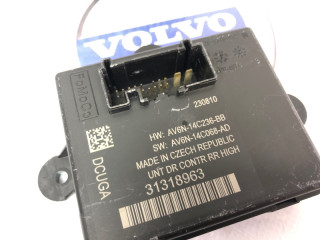 VOLVO
FoMoCo
230810
HW: AV6N-14C236-BB
SW: AV6N-14C068-AD
MADE IN CZECH REPUBLIC
UNT DR CONTR RR HIGH
31318963
DCUGA